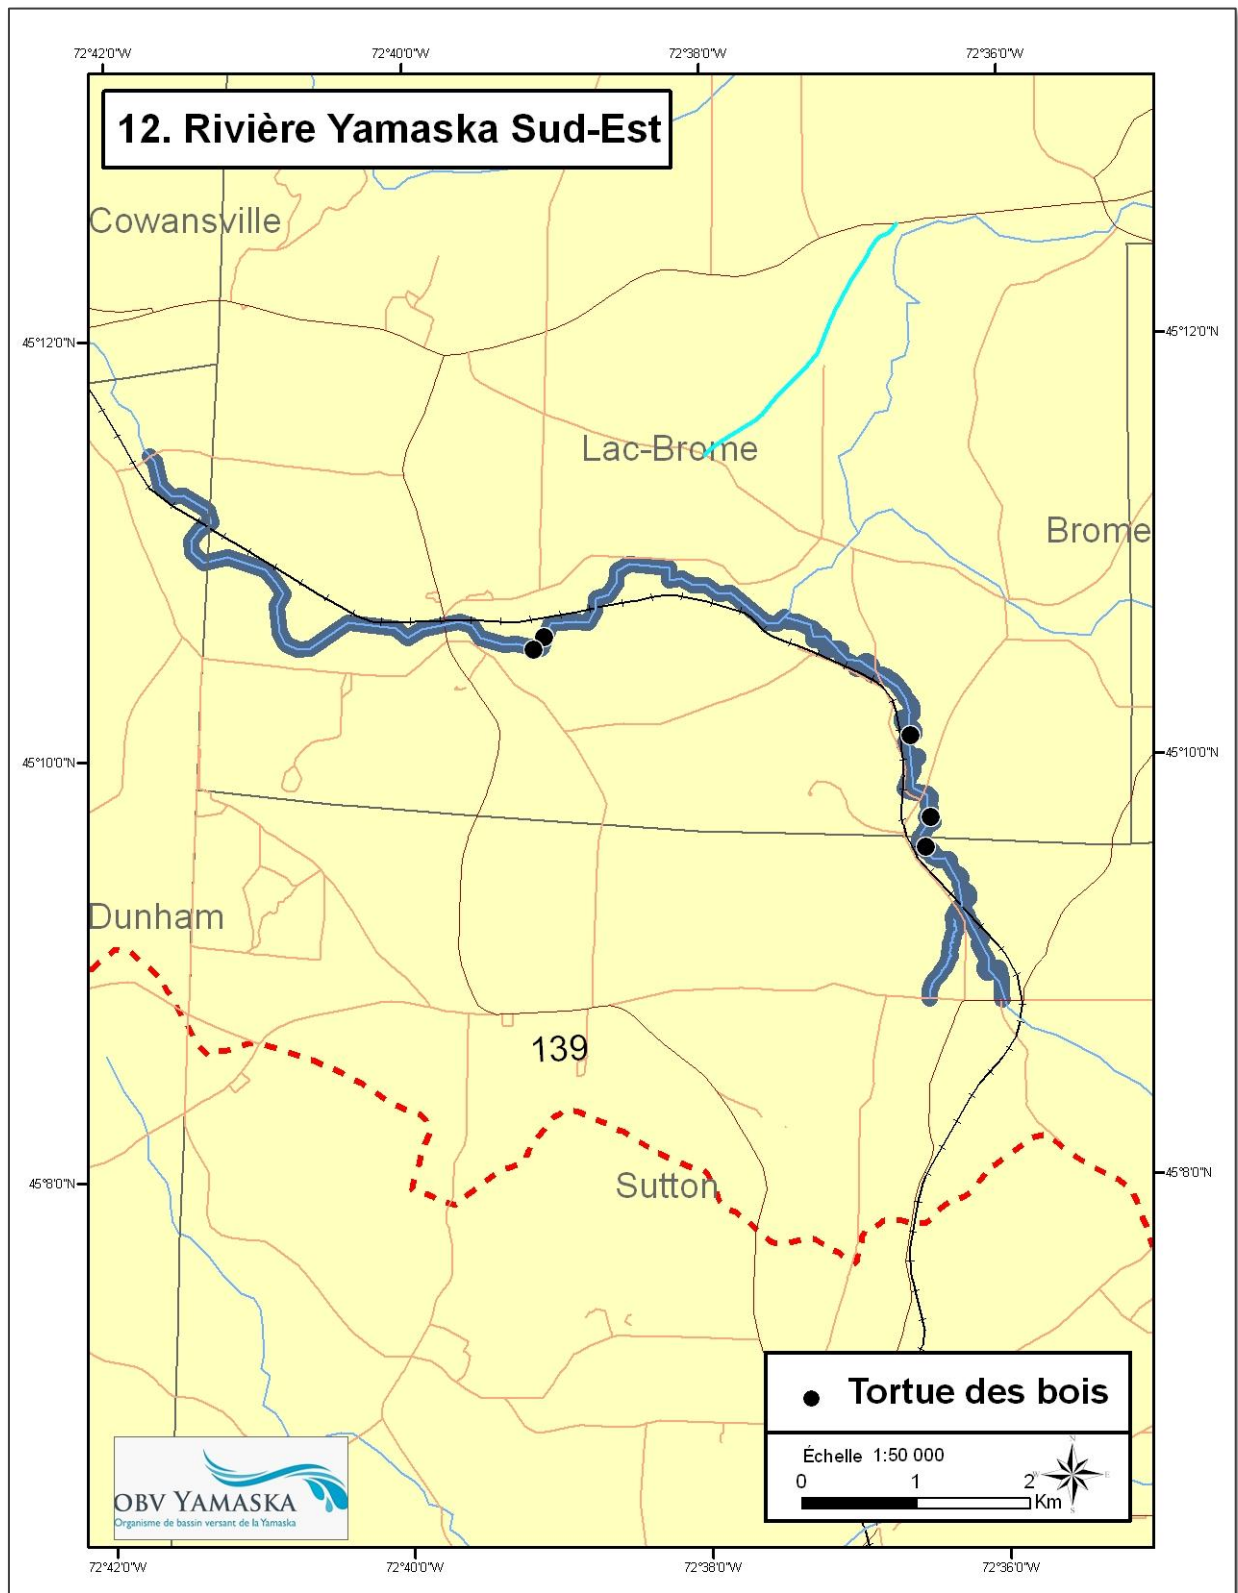 72°42'0"W 72°40'0"W 72°38'0"W 72°36'0"W
12. Rivière Yamaska Sud-Est
Cowansville
45°12'0"N 45°12'0"N
Lac-Brome
Brome
45°10'0"N 45°10'0"N
Dunham
139
45°8'0"N 45°8'0"N
Sutton
Tortue des bois
Échelle 1:50 000
0 1 2
Km
N
W E
S
OBV YAMASKA
Organisme de bassin versant de la Yamaska
72°42'0"W 72°40'0"W 72°38'0"W 72°36'0"W